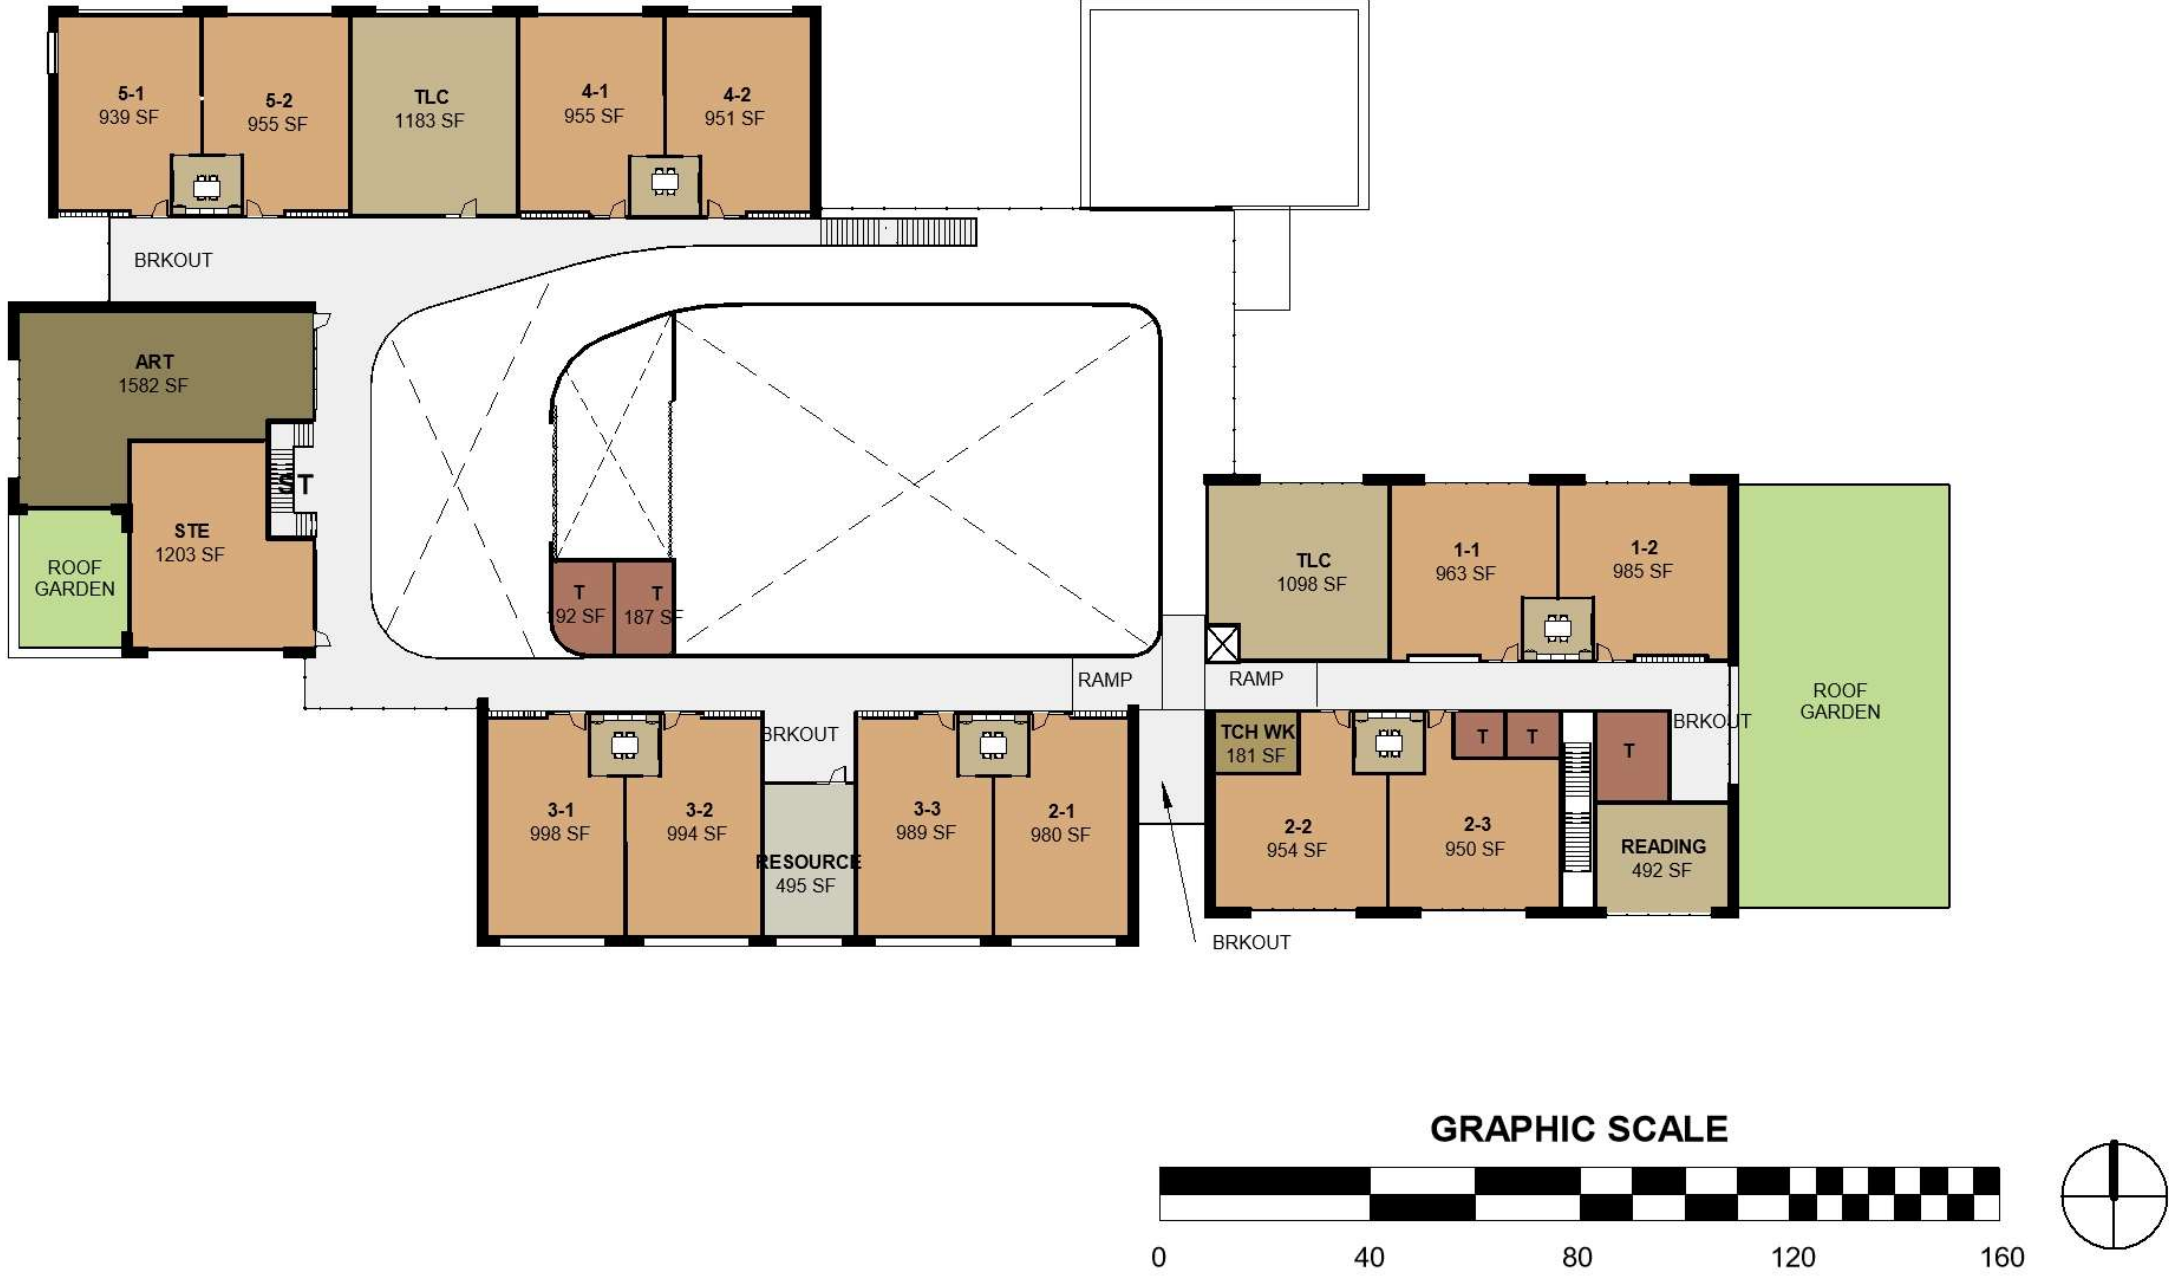 5-1
939 SF
5-2
955 SF
TLC
1183 SF
4-1
955 SF
4-2
951 SF
BRKOUT
ART
1582 SF
ST
STE
1203 SF
ROOF
GARDEN
T
92 SF
T
187 SF
TLC
1098 SF
1-1
963 SF
1-2
985 SF
RAMP
RAMP
ROOF
GARDEN
BRKOUT
BRKOUT
TCH WK
181 SF
T
T
T
3-1
998 SF
3-2
994 SF
RESOURCE
495 SF
3-3
989 SF
2-1
980 SF
2-2
954 SF
2-3
950 SF
READING
492 SF
BRKOUT
GRAPHIC SCALE
0 40 80 120 160